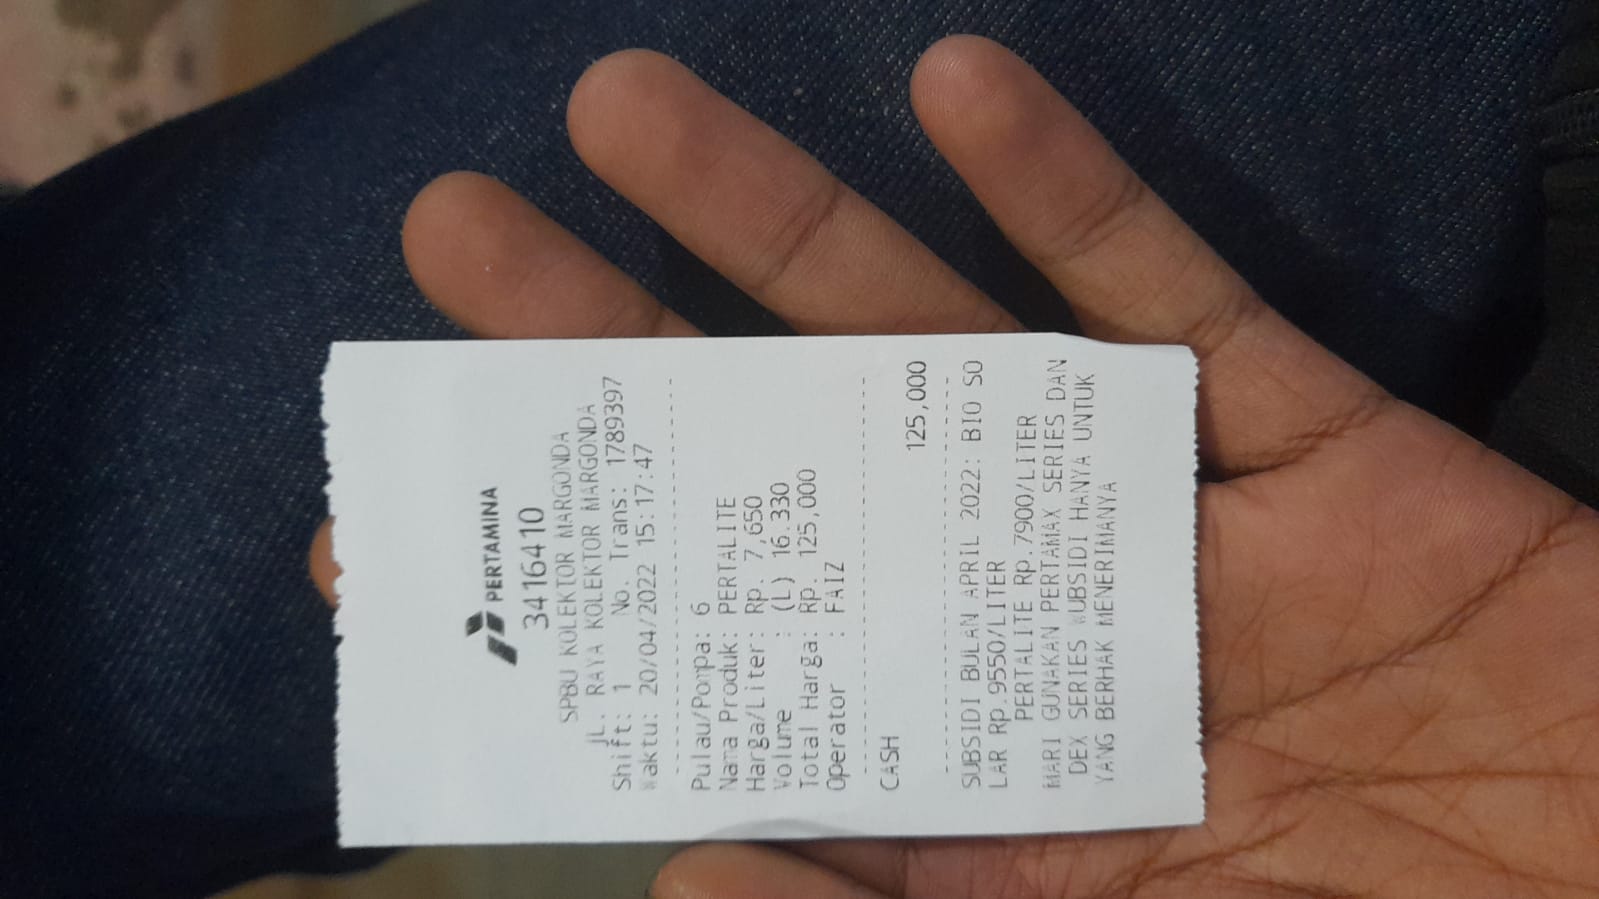 PERTAMINA
3416410
SPBU KOLEKTOR MARGONDA
JL. RAYA KOLEKTOR MARGONDA
Shift: 1 No. Trans: 1789397
Waktu: 20/04/2022 15:17:47
Pulau/Pompa: 6
Nama Produk: PERTALITE
Harga/Liter: Rp. 7,650
Volume : (L) 16.330
Total Harga: Rp. 125,000
Operator : FAIZ
CASH
125,000
SUBSIDI BULAN APRIL 2022: BIO SO
LAR Rp.9550/LITER
PERTALITE Rp.7900/LITER
MARI GUNAKAN PERTAMAX SERIES DAN
DEX SERIES WUBSIDI HANYA UNTUK
YANG BERHAK MENERIMANYA